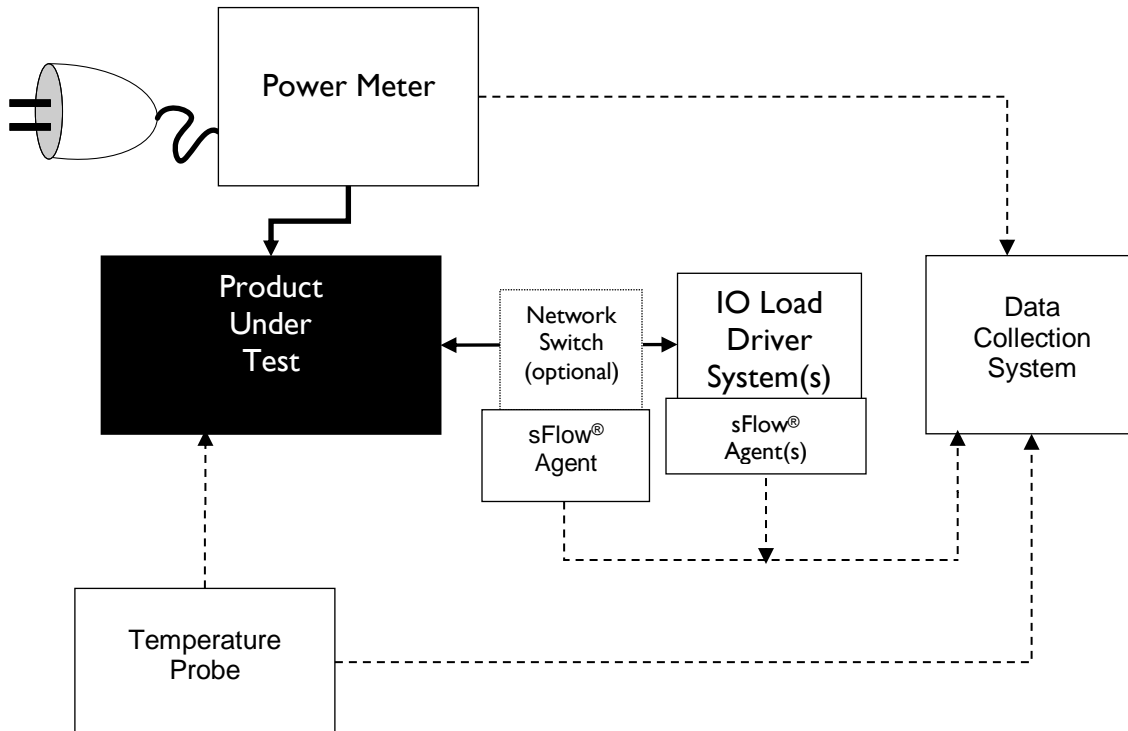 Power Meter
Product
Under
Test
Network
Switch
(optional)
sFlow®
Agent
IO Load
Driver
System(s)
sFlow®
Agent(s)
Data
Collection
System
Temperature
Probe